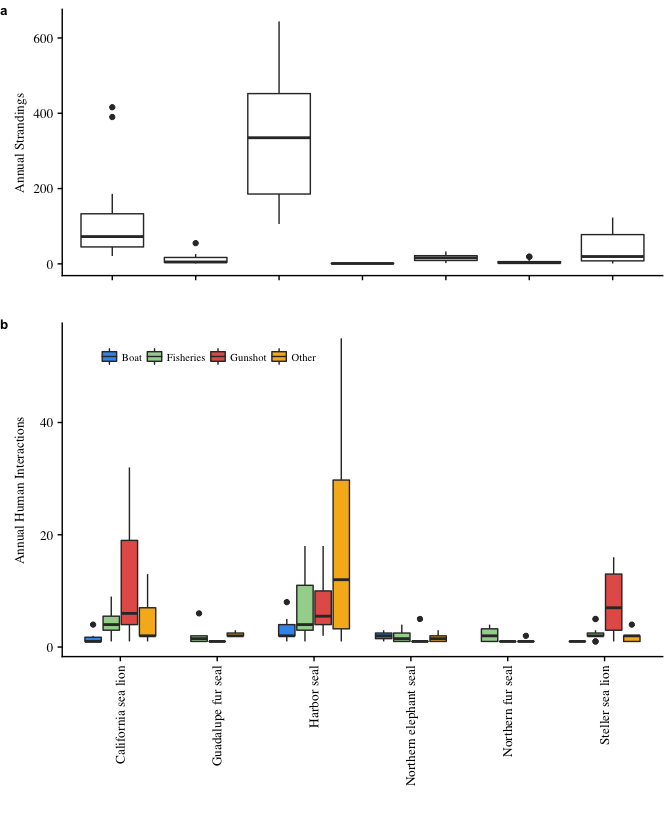 a
600
400
200
0
Annual Strandings
b
Boat Fisheries Gunshot Other
40
20
0
Annual Human Interactions
California sea lion
Guadalupe fur seal
Harbor seal
Northern elephant seal
Northern fur seal
Steller sea lion